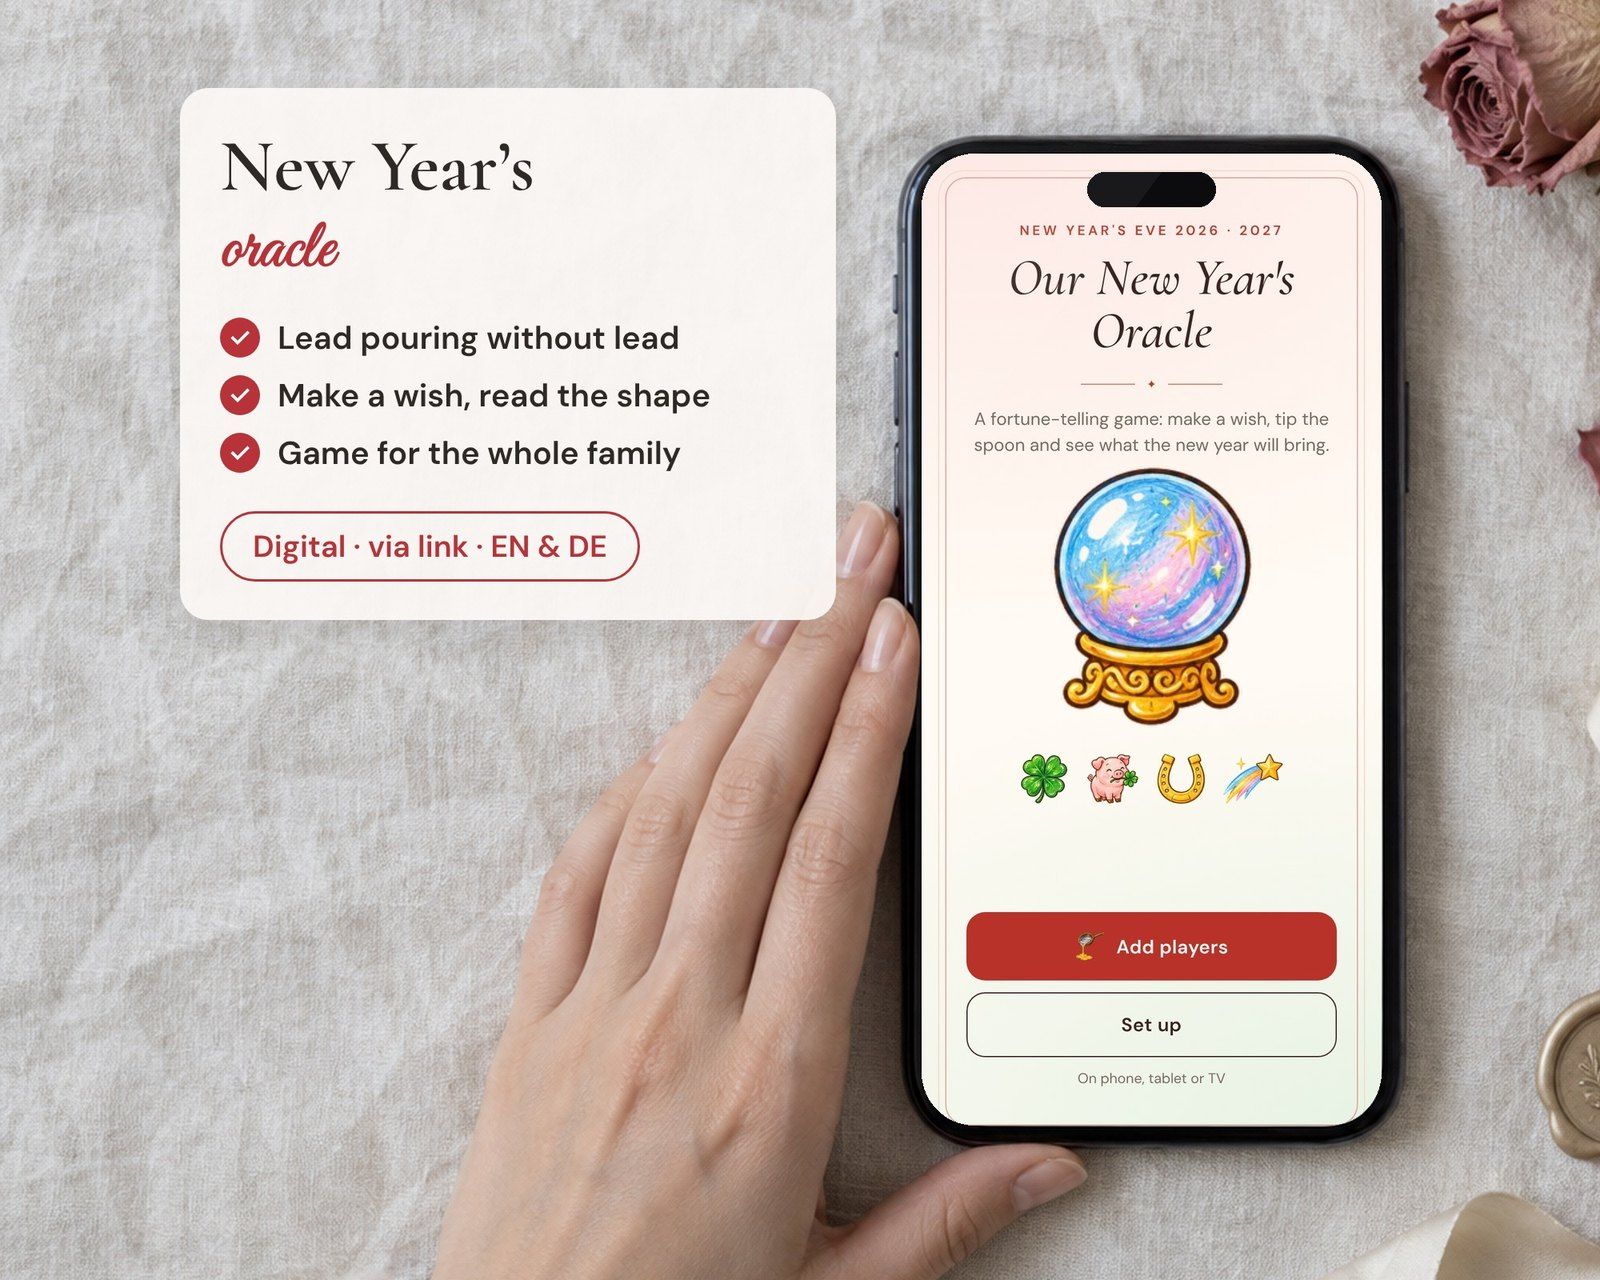 New Year’s
oracle
Lead pouring without lead
Make a wish, read the shape
Game for the whole family
Digital · via link · EN & DE
NEW YEAR'S EVE 2026 · 2027
Our New Year's
Oracle
A fortune-telling game: make a wish, tip the
spoon and see what the new year will bring.
Add players
Set up
On phone, tablet or TV